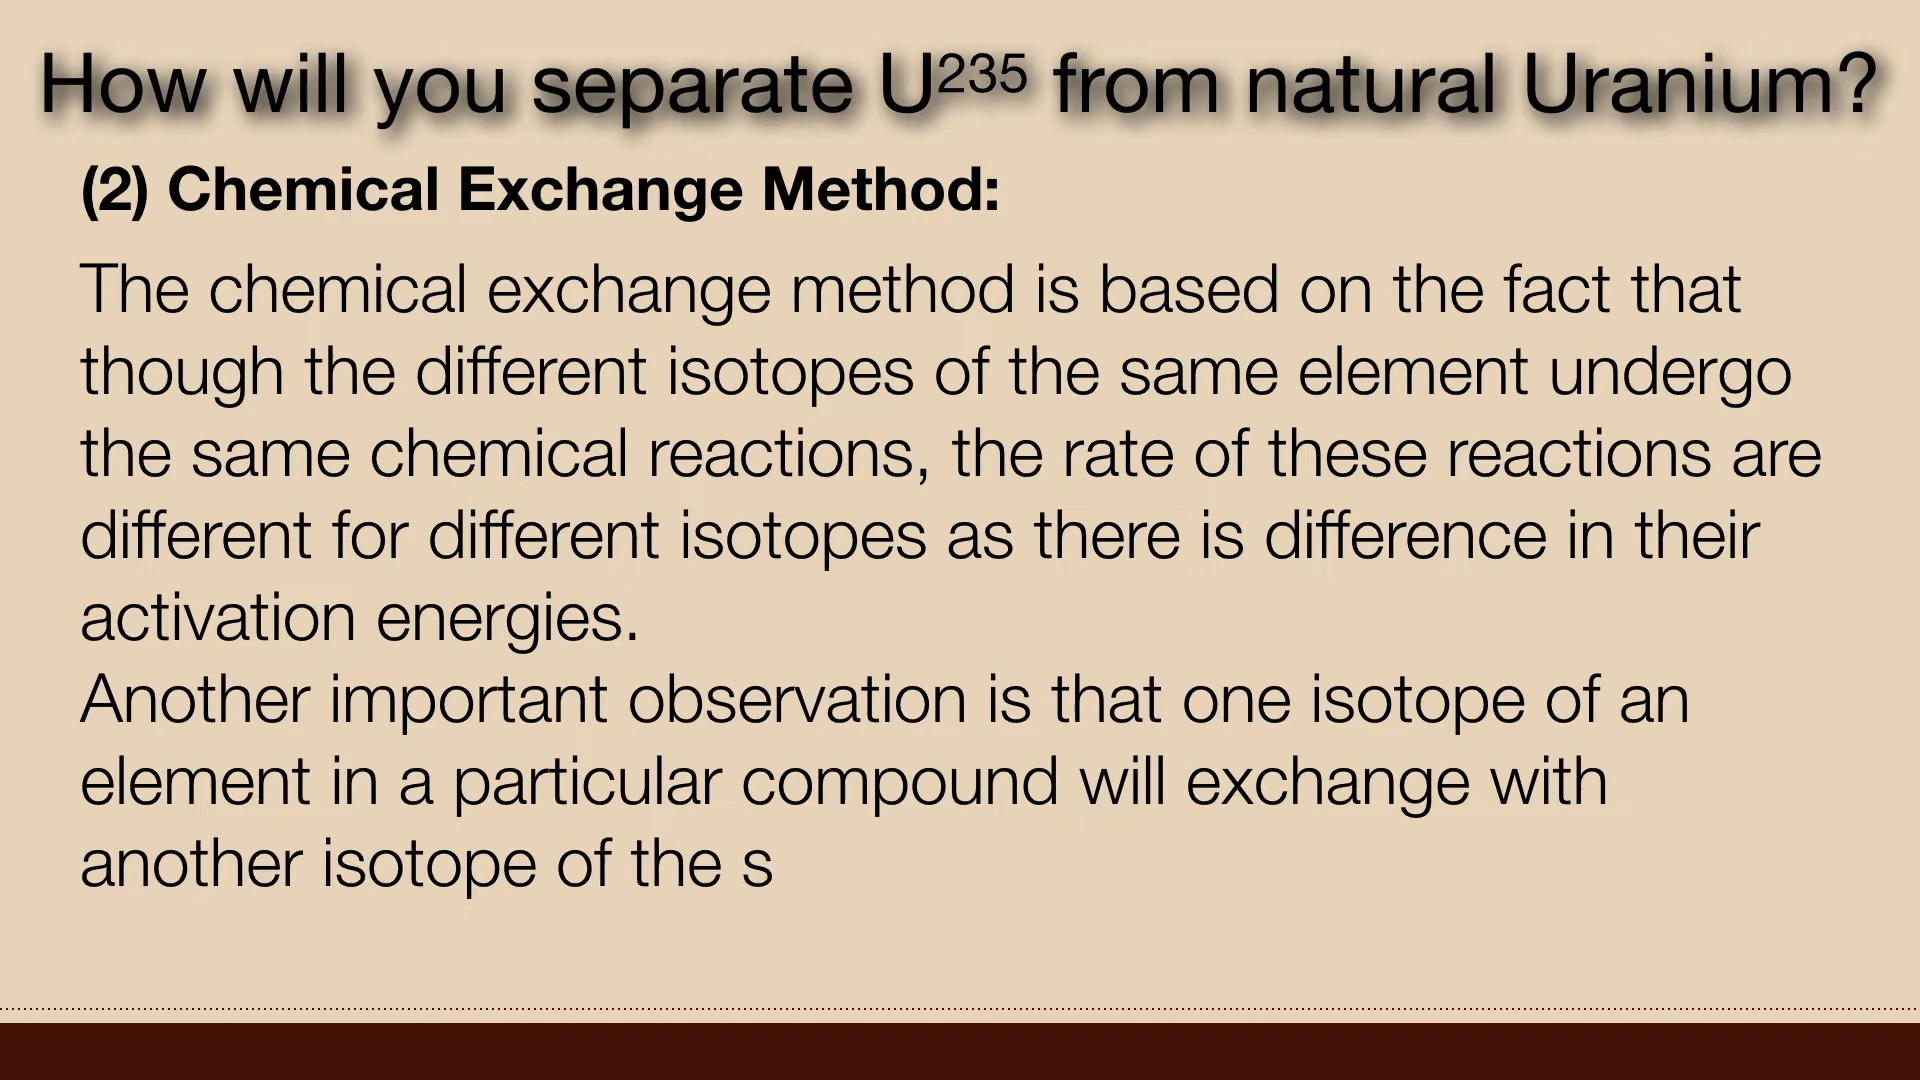 How will you separate U²³⁵ from natural Uranium?
(2) Chemical Exchange Method:
The chemical exchange method is based on the fact that
though the different isotopes of the same element undergo
the same chemical reactions, the rate of these reactions are
different for different isotopes as there is difference in their
activation energies.
Another important observation is that one isotope of an
element in a particular compound will exchange with
another isotope of the s